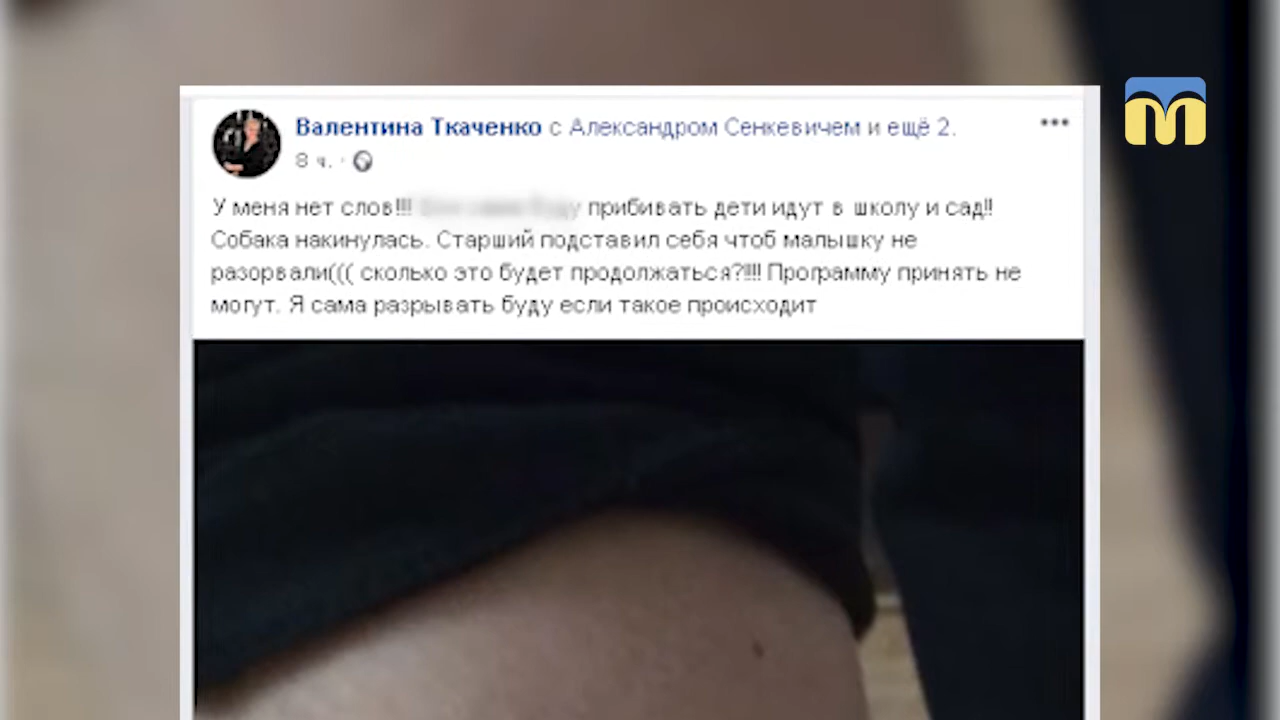 Валентина Ткаченко с Александром Сенкевичем и ещё 2.
8 ч. ·
У меня нет слов!!! прибивать дети идут в школу и сад!!
Собака накинулась. Старший подставил себя чтоб малышку не
разорвали((( сколько это будет продолжаться?!!! Программу принять не
могут. Я сама разрывать буду если такое происходит
m